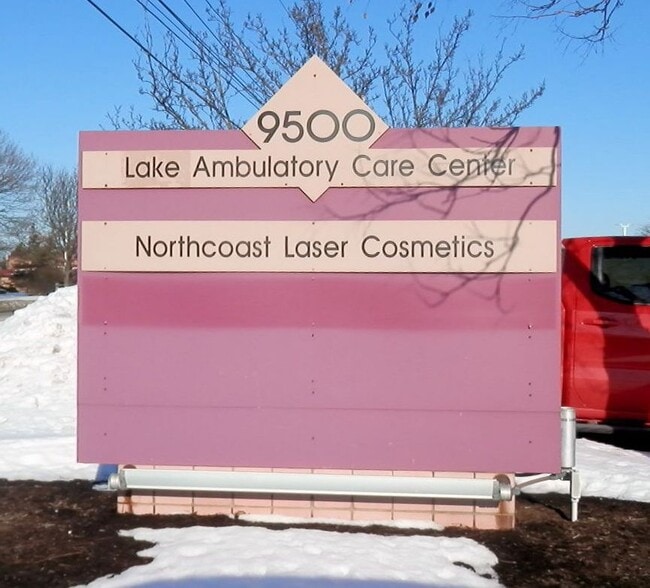 9500
Lake Ambulatory Care Center
Northcoast Laser Cosmetics